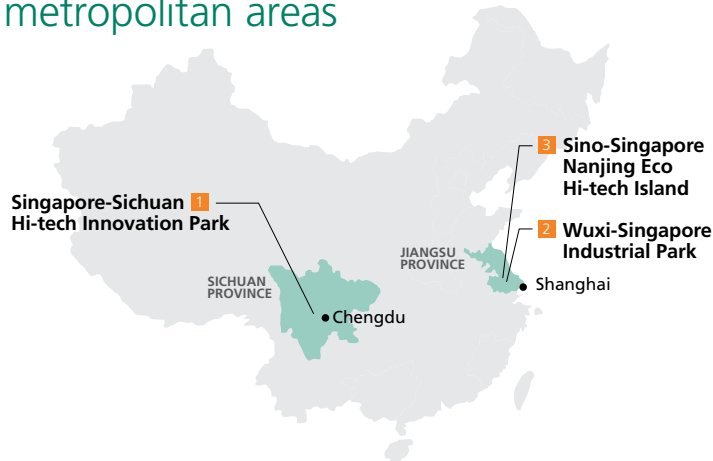 metropolitan areas
3 Sino-Singapore
Nanjing Eco
Hi-tech Island
Singapore-Sichuan 1
Hi-tech Innovation Park
2 Wuxi-Singapore
Industrial Park
JIANGSU
PROVINCE
SICHUAN
PROVINCE
Shanghai
Chengdu